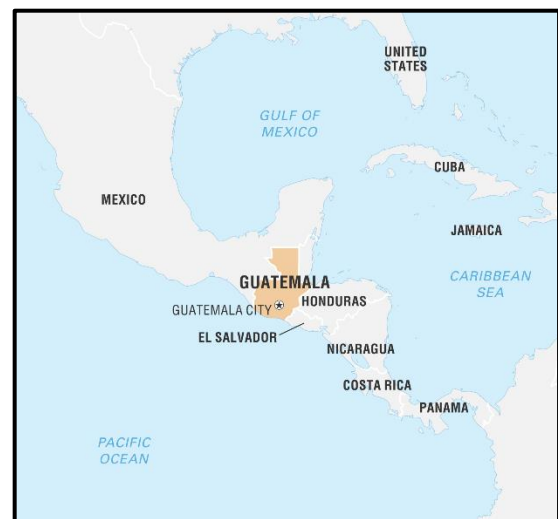 UNITED
STATES
GULF OF
MEXICO
CUBA
MEXICO
JAMAICA
CARIBBEAN
SEA
GUATEMALA
HONDURAS
GUATEMALA CITY
EL SALVADOR
NICARAGUA
COSTA RICA
PANAMA
PACIFIC
OCEAN